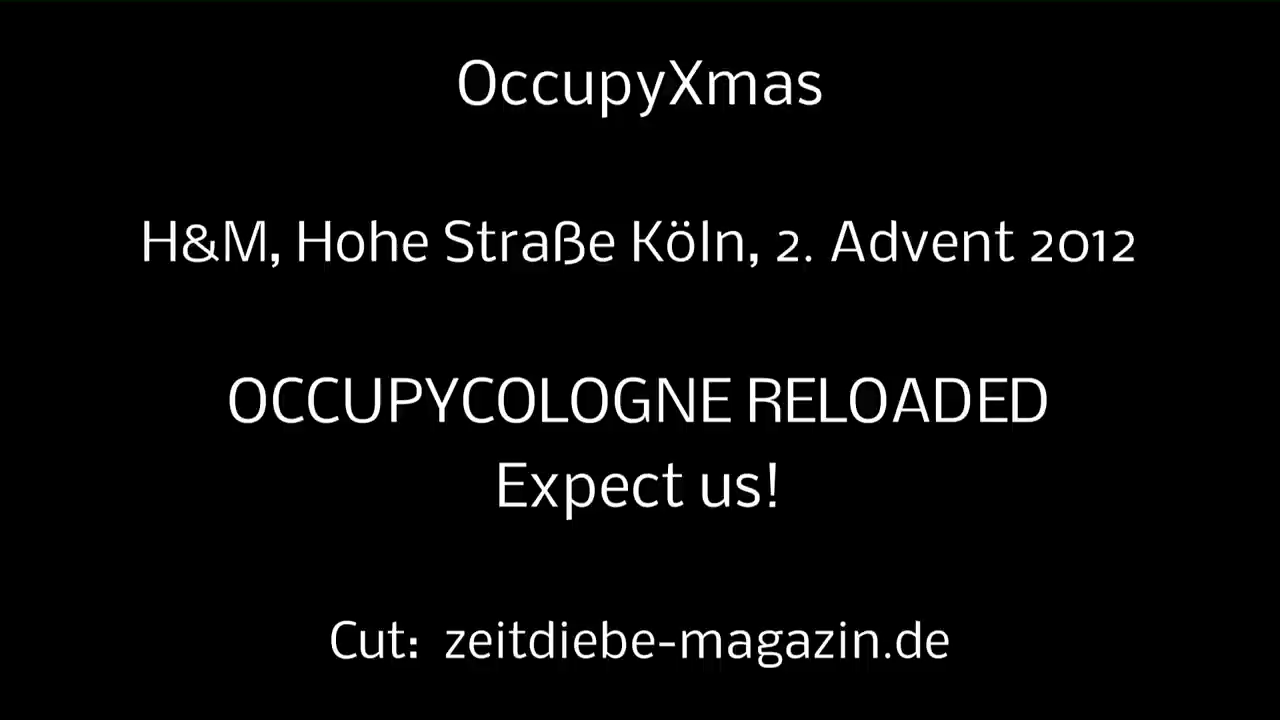 OccupyXmas
H&M, Hohe Straße Köln, 2. Advent 2012
OCCUPYCOLOGNE RELOADED
Expect us!
Cut: zeitdiebe-magazin.de